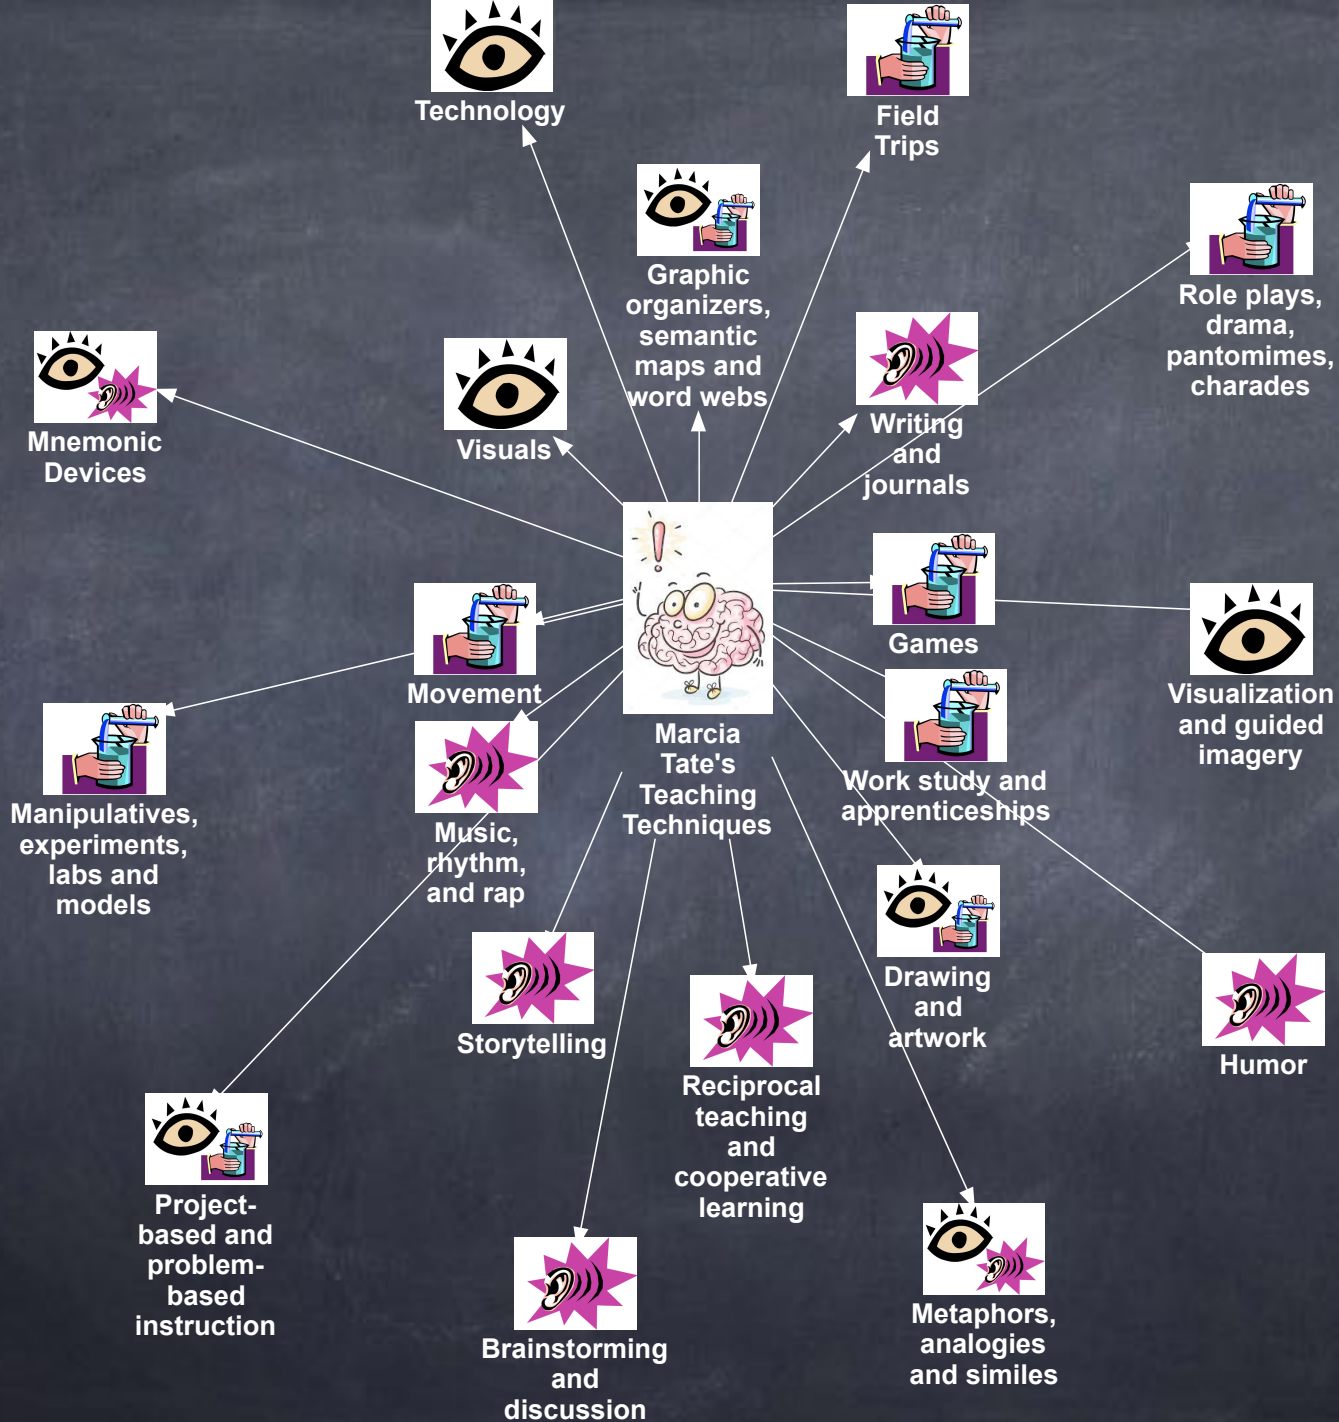 Technology
Field
Trips
Graphic
organizers,
semantic
maps and
word webs
Role plays,
drama,
pantomimes,
charades
Mnemonic
Devices
Visuals
Writing
and
journals
Movement
Games
Visualization
and guided
imagery
Manipulatives,
experiments,
labs and
models
Music,
rhythm,
and rap
Marcia
Tate's
Teaching
Techniques
Work study and
apprenticeships
Storytelling
Reciprocal
teaching
and
cooperative
learning
Drawing
and
artwork
Humor
Project-
based and
problem-
based
instruction
Brainstorming
and
discussion
Metaphors,
analogies
and similes